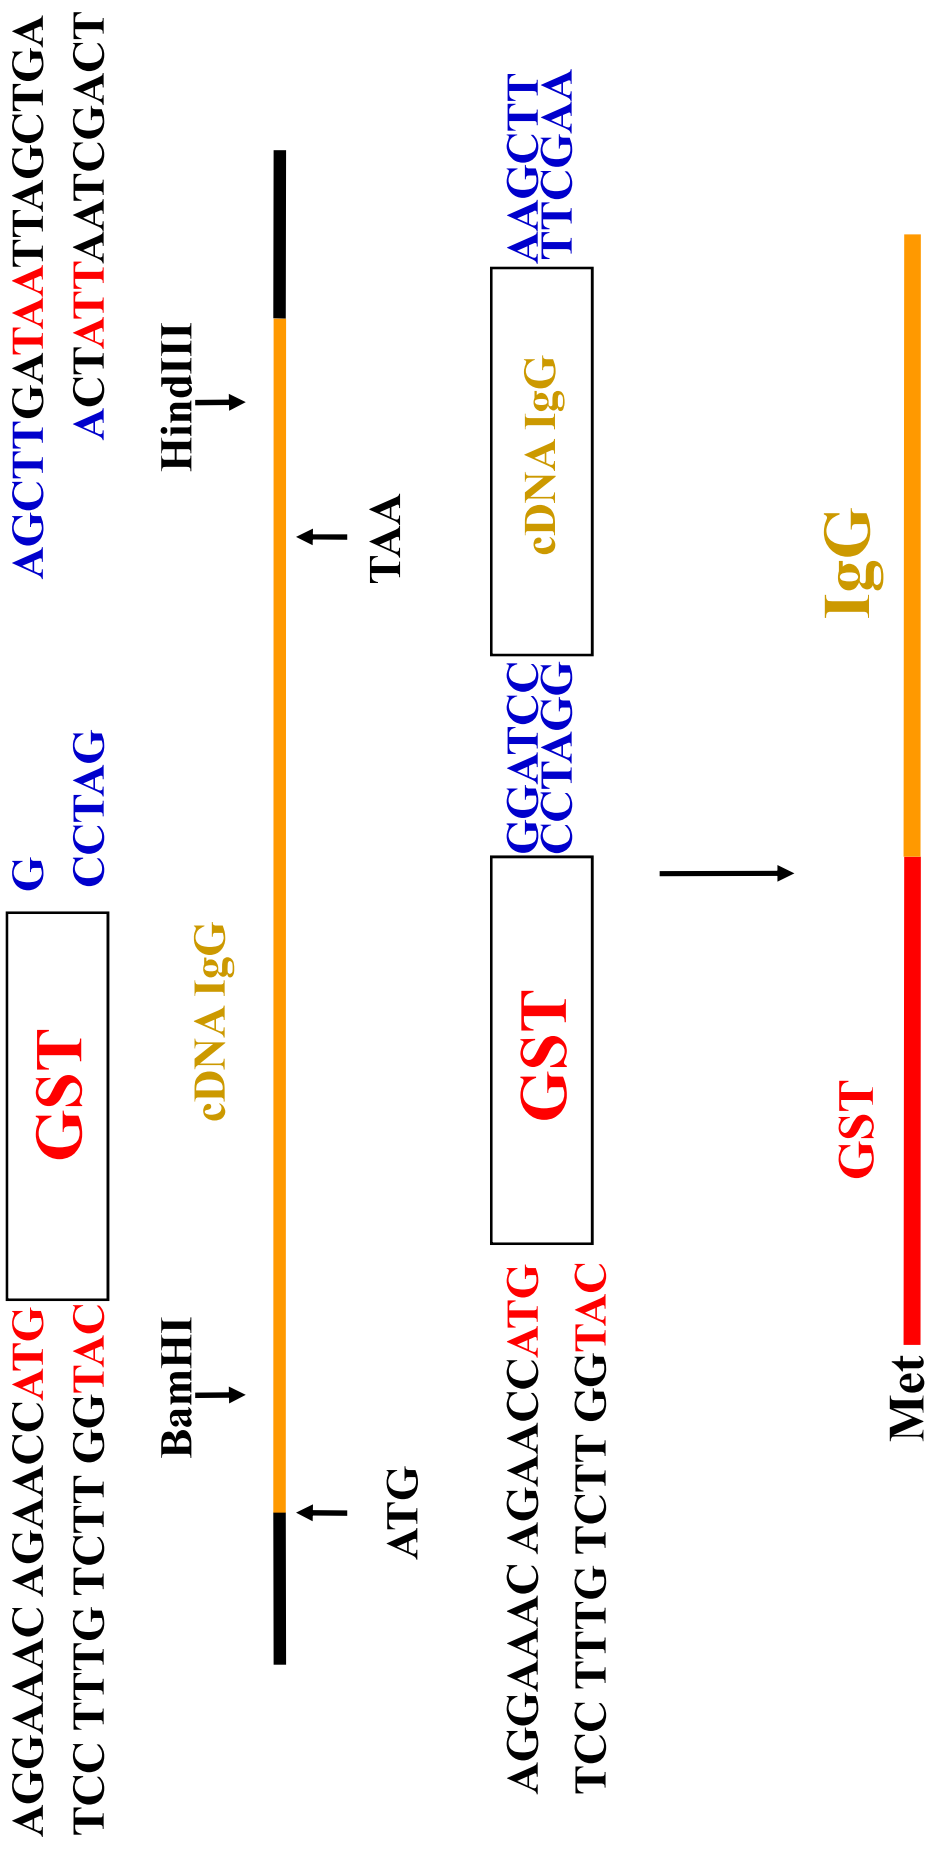 AGGAAAC AGAACCATG GST G AGCTTGATAATTAGCTGA
TCC TTTG TCTT GGTAC CCTAG ACTATTAATCGACT
BamHI HindIII
cDNA IgG
ATG TAA
AGGAAAC AGAACCATG GST GGATCC cDNA IgG AAGCTT
TCC TTTG TCTT GGTAC CCTAGG TTCGAA
GST IgG
Met